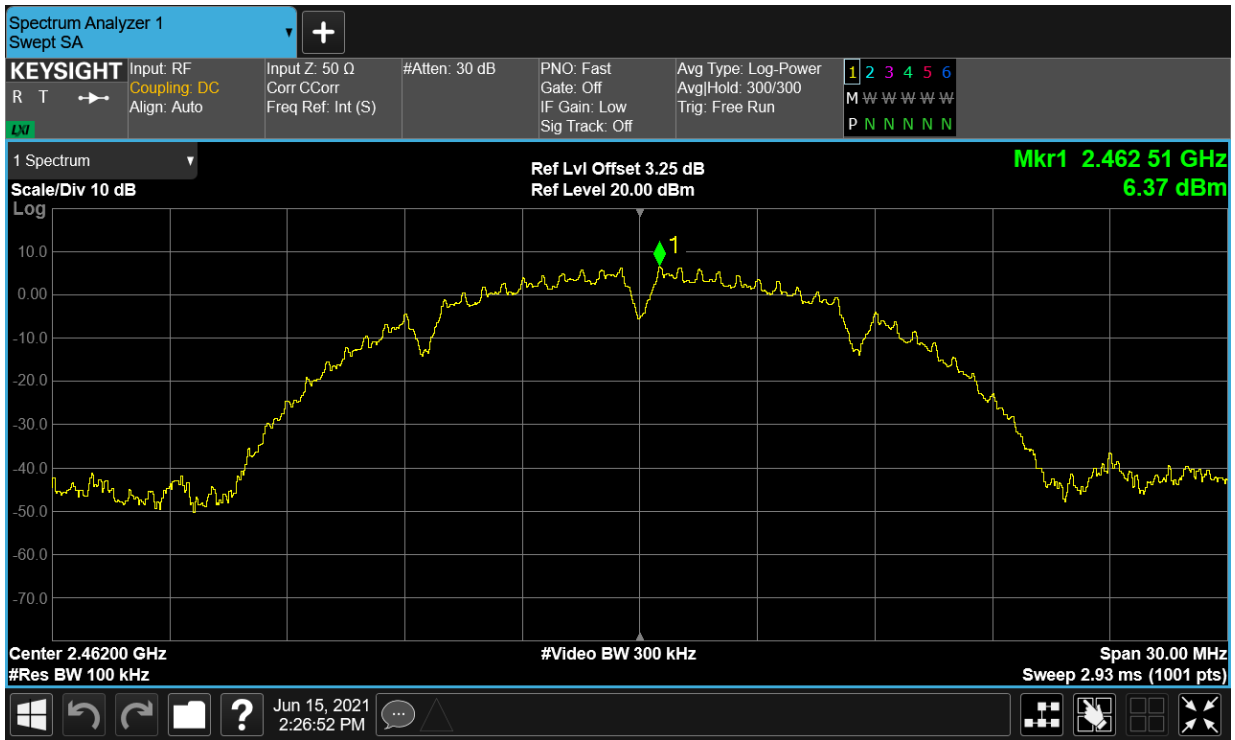 Spectrum Analyzer 1
Swept SA
KEYSIGHT
R T
LXI
Input: RF
Coupling: DC
Align: Auto
Input Z: 50 Ω
Corr CCorr
Freq Ref: Int (S)
#Atten: 30 dB
PNO: Fast
Gate: Off
IF Gain: Low
Sig Track: Off
Avg Type: Log-Power
Avg|Hold: 300/300
Trig: Free Run
1 2 3 4 5 6
M W W W W W
P N N N N N
1 Spectrum
Scale/Div 10 dB
Log
Ref Lvl Offset 3.25 dB
Ref Level 20.00 dBm
Mkr1 2.462 51 GHz
6.37 dBm
1
10.0
0.00
-10.0
-20.0
-30.0
-40.0
-50.0
-60.0
-70.0
Center 2.46200 GHz
#Res BW 100 kHz
#Video BW 300 kHz
Span 30.00 MHz
Sweep 2.93 ms (1001 pts)
?
Jun 15, 2021
2:26:52 PM